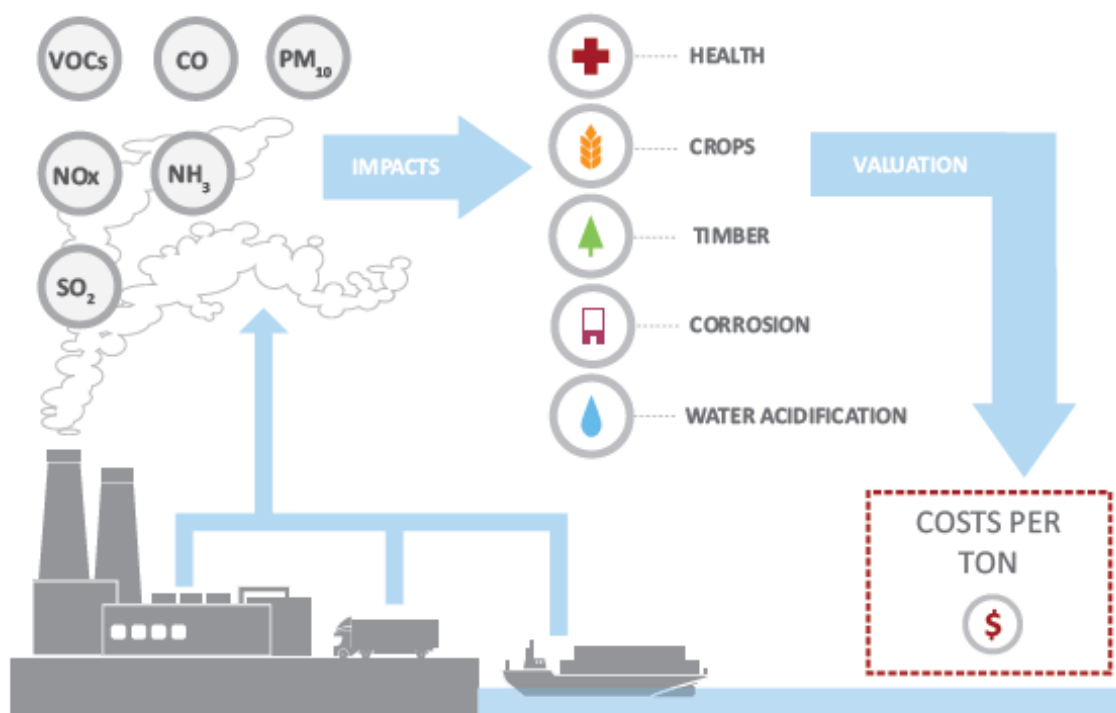 VOCs
CO
PM₁₀
NOx
NH₃
SO₂
IMPACTS
HEALTH
CROPS
TIMBER
CORROSION
WATER ACIDIFICATION
VALUATION
COSTS PER
TON
$